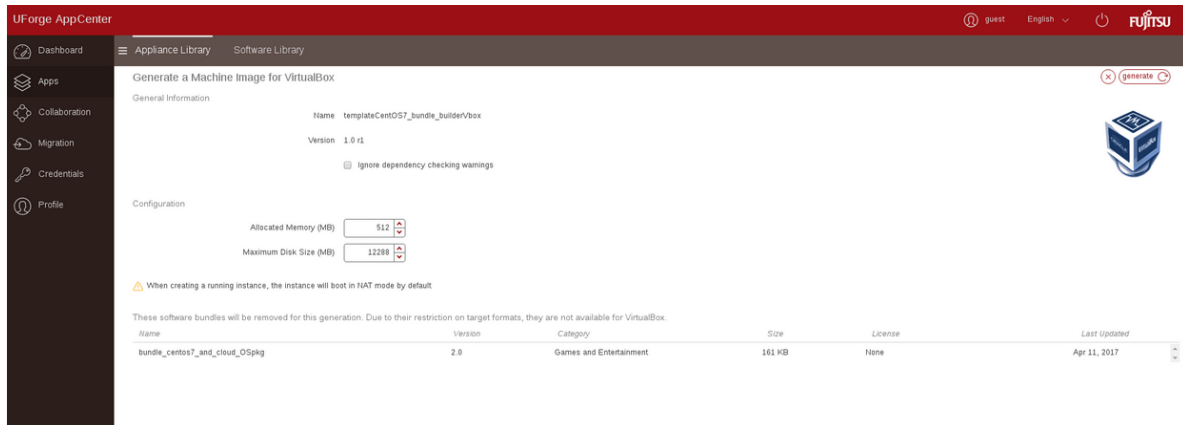 UForge AppCenter
guest
English
FUJITSU
Dashboard
Appliance Library
Software Library
Apps
Generate a Machine Image for VirtualBox
generate
General Information
Collaboration
Name templateCentOS7_bundle_builderVbox
Migration
Version 1.0 r1
Ignore dependency checking warnings
Credentials
Profile
Configuration
Allocated Memory (MB) 512
Maximum Disk Size (MB) 12288
When creating a running instance, the instance will boot in NAT mode by default
These software bundles will be removed for this generation. Due to their restriction on target formats, they are not available for VirtualBox.
Name Version Category Size License Last Updated
bundle_centos7_and_cloud_OSpkg 2.0 Games and Entertainment 161 KB None Apr 11, 2017